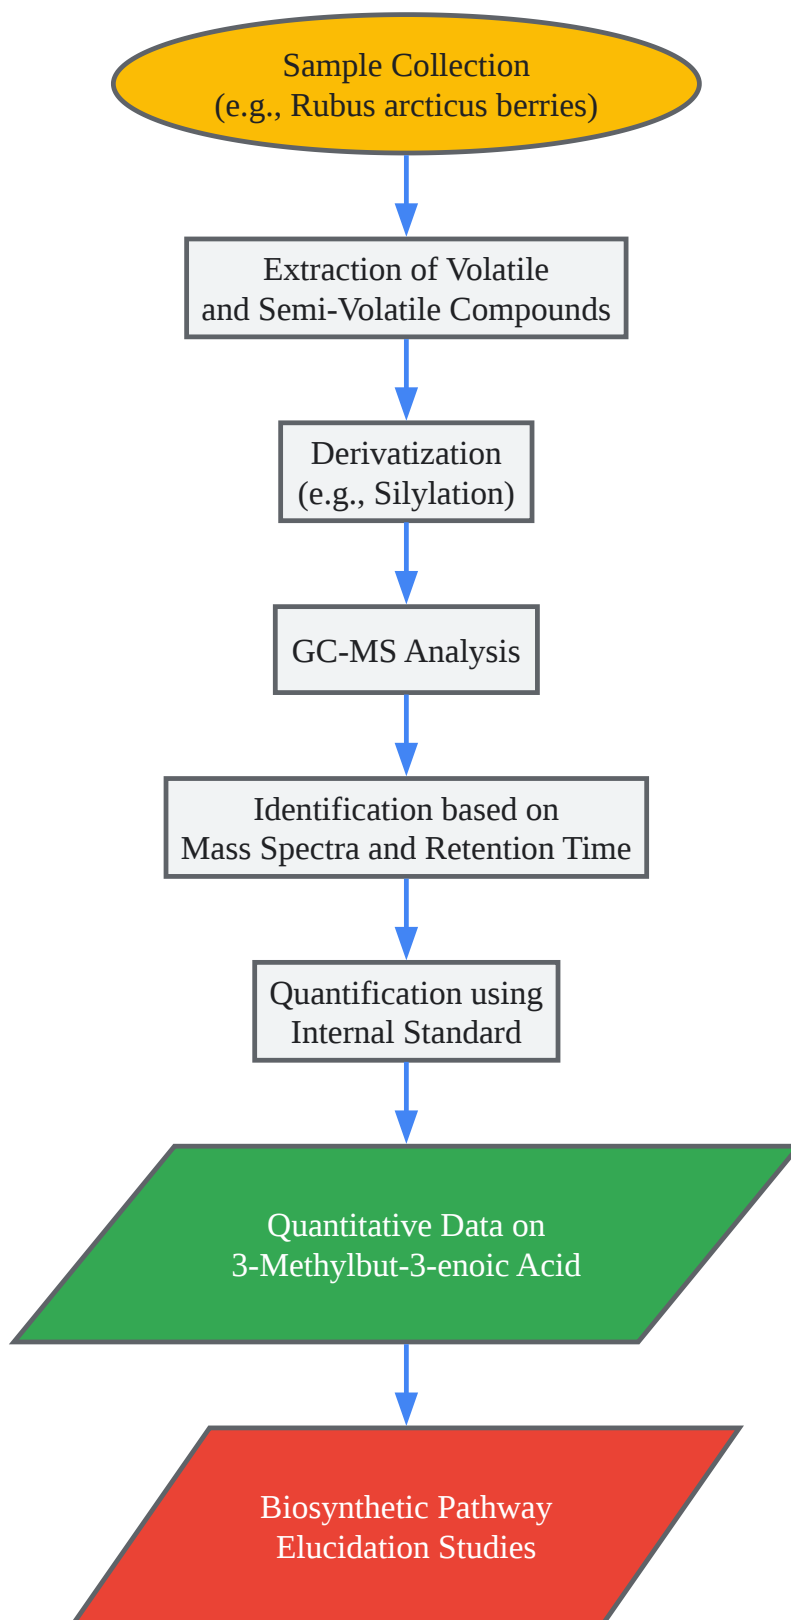 Sample Collection
(e.g., Rubus arcticus berries)
Extraction of Volatile
and Semi-Volatile Compounds
Derivatization
(e.g., Silylation)
GC-MS Analysis
Identification based on
Mass Spectra and Retention Time
Quantification using
Internal Standard
Quantitative Data on
3-Methylbut-3-enoic Acid
Biosynthetic Pathway
Elucidation Studies